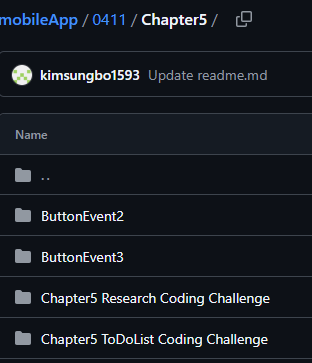 mobileApp / 0411 / Chapter5 /
kimsungbo1593 Update readme.md
Name
..
ButtonEvent2
ButtonEvent3
Chapter5 Research Coding Challenge
Chapter5 ToDoList Coding Challenge